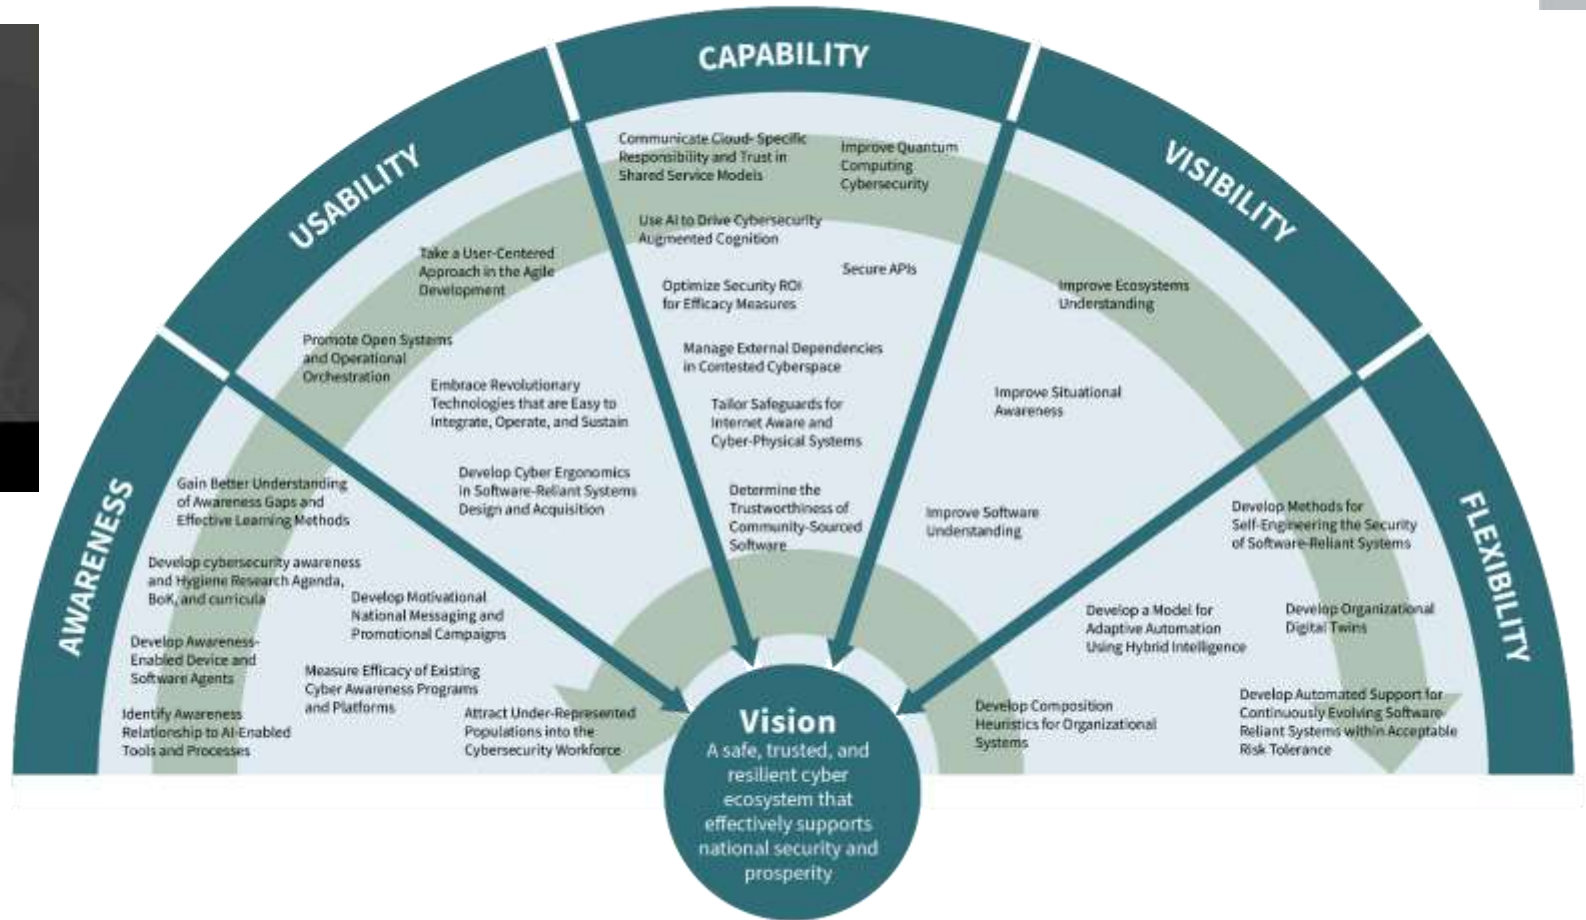 CAPABILITY
USABILITY
VISIBILITY
AWARENESS
FLEXIBILITY
Gain Better Understanding
of Awareness Gaps and
Effective Learning Methods
Develop cybersecurity awareness
and Hygiene Research Agenda,
BoK, and curricula
Develop Motivational
National Messaging and
Promotional Campaigns
Develop Awareness-
Enabled Device and
Software Agents
Measure Efficacy of Existing
Cyber Awareness Programs
and Platforms
Identify Awareness
Relationship to AI-Enabled
Tools and Processes
Attract Under-Represented
Populations into the
Cybersecurity Workforce
Take a User-Centered
Approach in the Agile
Development
Promote Open Systems
and Operational
Orchestration
Embrace Revolutionary
Technologies that are Easy to
Integrate, Operate, and Sustain
Develop Cyber Ergonomics
in Software-Reliant Systems
Design and Acquisition
Communicate Cloud- Specific
Responsibility and Trust in
Shared Service Models
Improve Quantum
Computing
Cybersecurity
Use AI to Drive Cybersecurity
Augmented Cognition
Secure APIs
Optimize Security ROI
for Efficacy Measures
Manage External Dependencies
in Contested Cyberspace
Tailor Safeguards for
Internet Aware and
Cyber-Physical Systems
Determine the
Trustworthiness of
Community-Sourced
Software
Improve Ecosystems
Understanding
Improve Situational
Awareness
Improve Software
Understanding
Develop Methods for
Self-Engineering the Security
of Software-Reliant Systems
Develop a Model for
Adaptive Automation
Using Hybrid Intelligence
Develop Organizational
Digital Twins
Develop Composition
Heuristics for Organizational
Systems
Develop Automated Support for
Continuously Evolving Software-
Reliant Systems within Acceptable
Risk Tolerance
Vision
A safe, trusted, and
resilient cyber
ecosystem that
effectively supports
national security and
prosperity